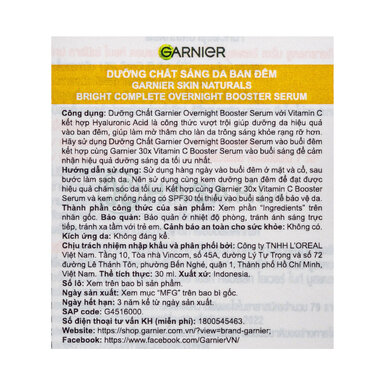 GARNIER
DƯỠNG CHẤT SÁNG DA BAN ĐÊM
GARNIER SKIN NATURALS
BRIGHT COMPLETE OVERNIGHT BOOSTER SERUM
Công dụng: Dưỡng Chất Garnier Overnight Booster Serum với Vitamin C
kết hợp Hyaluronic Acid là công thức vượt trội giúp dưỡng da hiệu quả
vào ban đêm, giúp làm mờ thâm cho làn da trông sáng khỏe rạng rỡ hơn.
Hãy sử dụng Dưỡng Chất Garnier Overnight Booster Serum vào buổi đêm
kết hợp cùng Garnier 30x Vitamin C Booster Serum vào buổi sáng để cảm
nhận hiệu quả dưỡng sáng da tối ưu nhất.
Hướng dẫn sử dụng: Sử dụng hàng ngày vào buổi đêm ở mặt và cổ, sau
bước làm sạch da. Nên sử dụng cùng kem dưỡng ban đêm để đạt được
hiệu quả chăm sóc da tối ưu. Kết hợp cùng Garnier 30x Vitamin C Booster
Serum và kem chống nắng có SPF30 tối thiểu vào buổi sáng để bảo vệ da.
Thành phần công thức của sản phẩm: Xem phần "Ingredients" trên
nhãn gốc. Bảo quản: Bảo quản ở nhiệt độ phòng, tránh ánh sáng trực
tiếp, tránh xa tầm với trẻ em. Cảnh báo an toàn cho sức khỏe: Không có.
Kích ứng da: Không đáng kể.
Chịu trách nhiệm nhập khẩu và phân phối bởi: Công ty TNHH L'OREAL
Việt Nam. Tầng 10, Tòa nhà Vincom, số 45A, đường Lý Tự Trọng và số 72
đường Lê Thánh Tôn, phường Bến Nghé, quận 1, Thành phố Hồ Chí Minh,
Việt Nam. Thể tích thực: 30 ml. Xuất xứ: Indonesia.
Số lô: Xem trên bao bì sản phẩm.
Ngày sản xuất: Xem mục "MFG" trên bao bì gốc.
Ngày hết hạn: 3 năm kể từ ngày sản xuất.
SAP code: G4516000.
Số điện thoại tư vấn KH (miễn phí): 1800545463.
Website: https://shop.garnier.com.vn/?view=brand-garnier;
Facebook: https://www.facebook.com/GarnierVN/